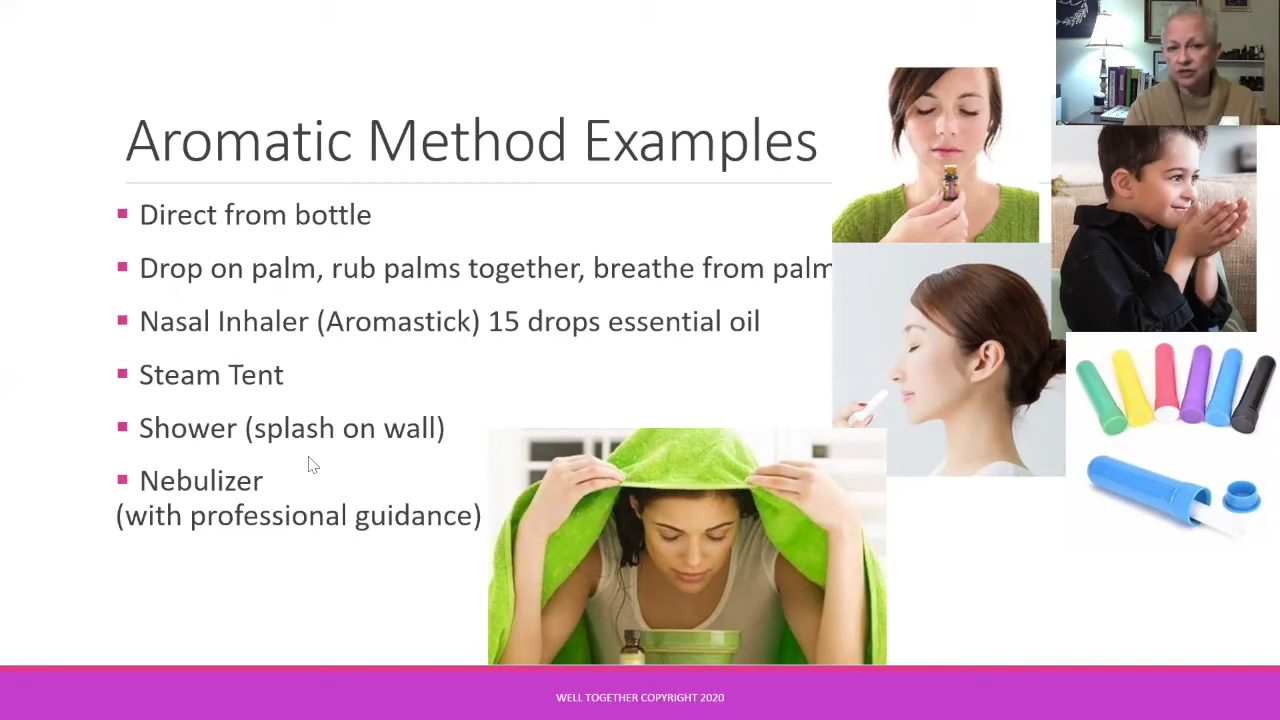 Aromatic Method Examples
Direct from bottle
Drop on palm, rub palms together, breathe from palm
Nasal Inhaler (Aromastick) 15 drops essential oil
Steam Tent
Shower (splash on wall)
Nebulizer
(with professional guidance)
WELL TOGETHER COPYRIGHT 2020